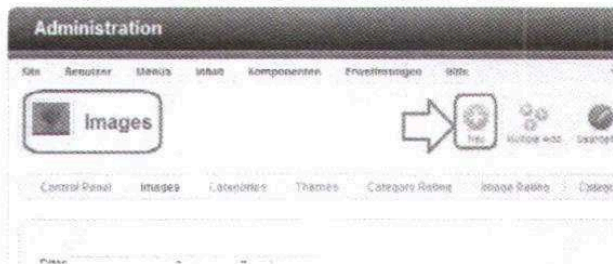 Administration
Site Benutzer Menüs Inhalt Komponenten Erweiterungen Hilfe
Images
Neu Multiple Add
Control Panel Images Categories Themes Category Rating Image Rating
Filter